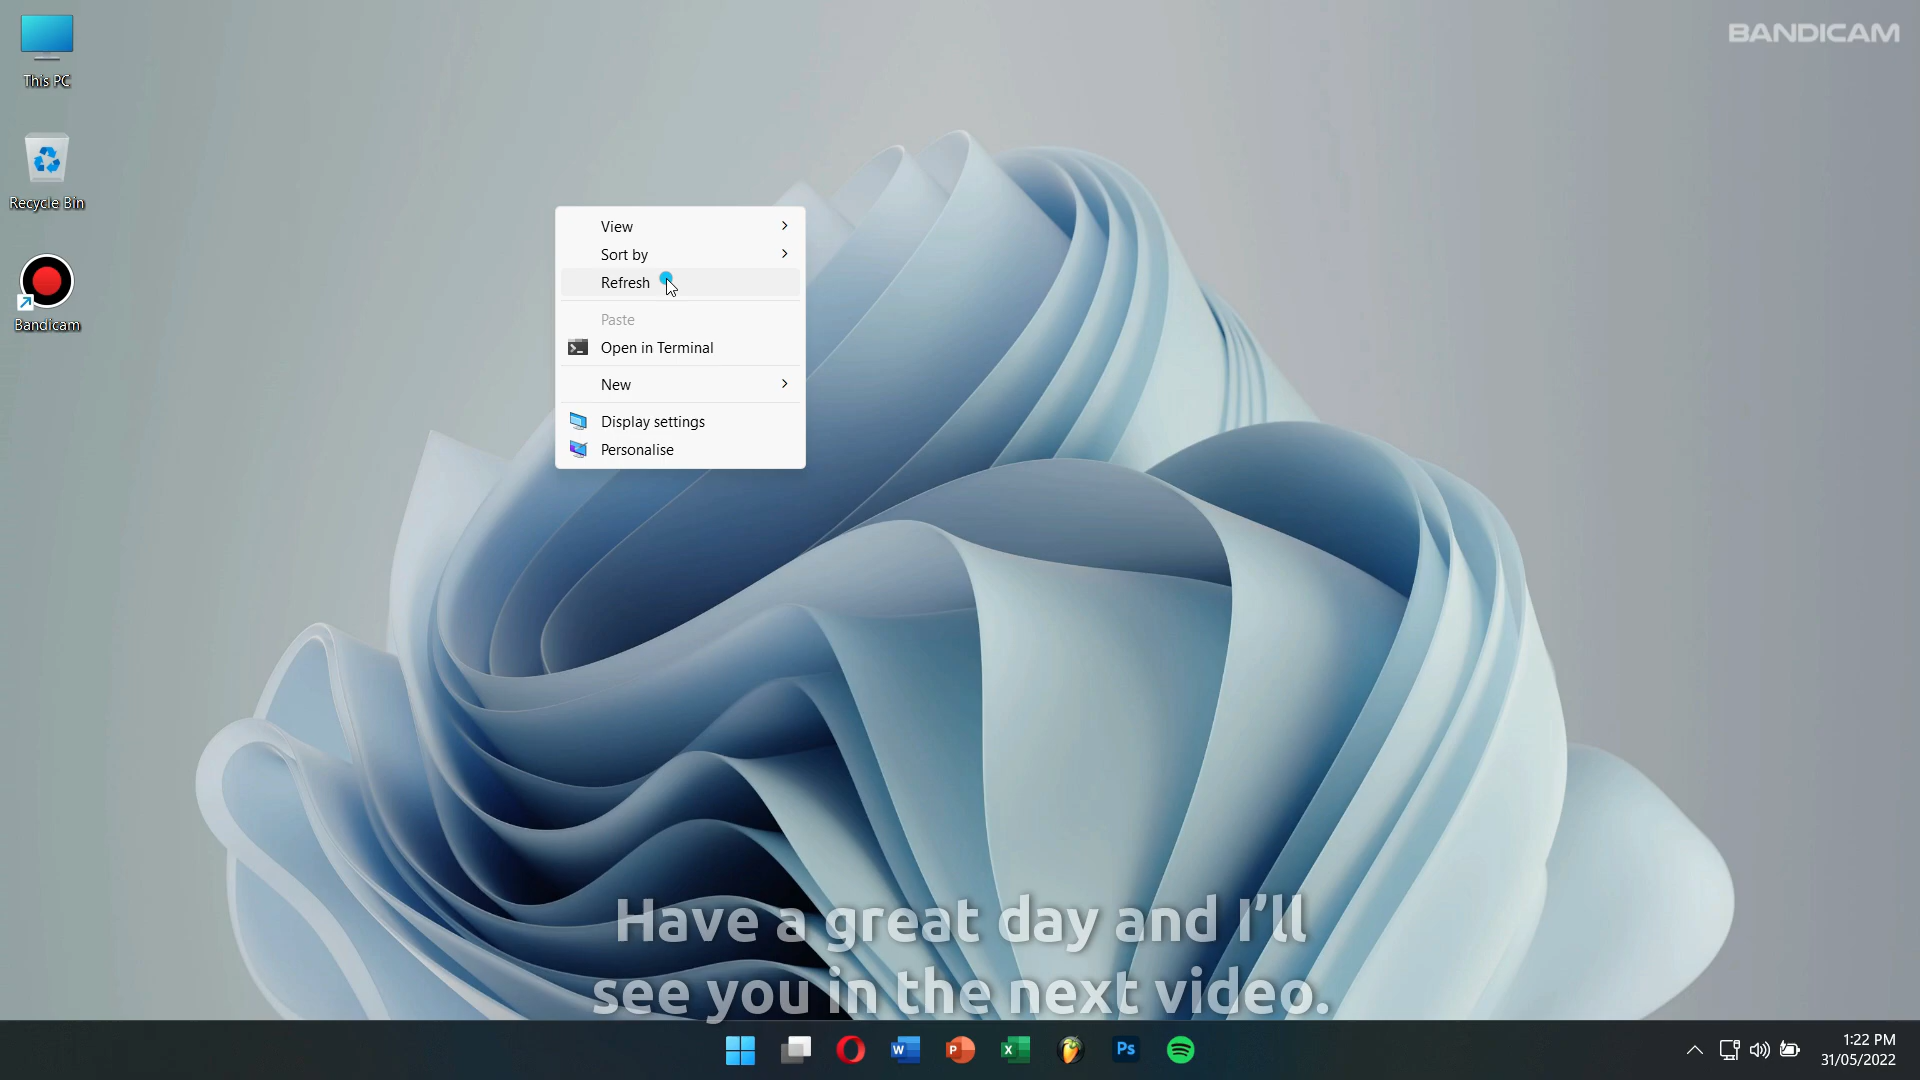 BANDICAM
This PC
Recycle Bin
Bandicam
View
Sort by
Refresh
Paste
Open in Terminal
New
Display settings
Personalise
Have a great day and I’ll
see you in the next video.
W
P
X
Ps
1:22 PM
31/05/2022